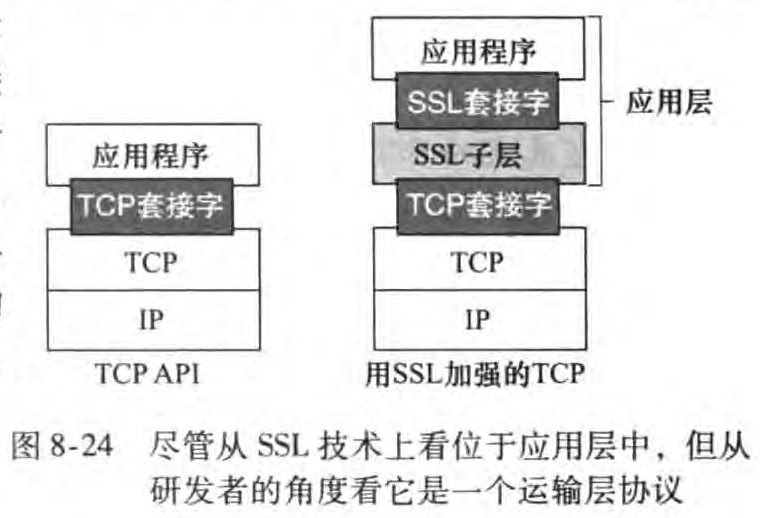 应用程序
TCP套接字
TCP
IP
TCP API
应用程序
SSL套接字
SSL子层
TCP套接字
TCP
IP
用SSL加强的TCP
应用层
图 8-24 尽管从 SSL 技术上看位于应用层中，但从
研发者的角度看它是一个运输层协议